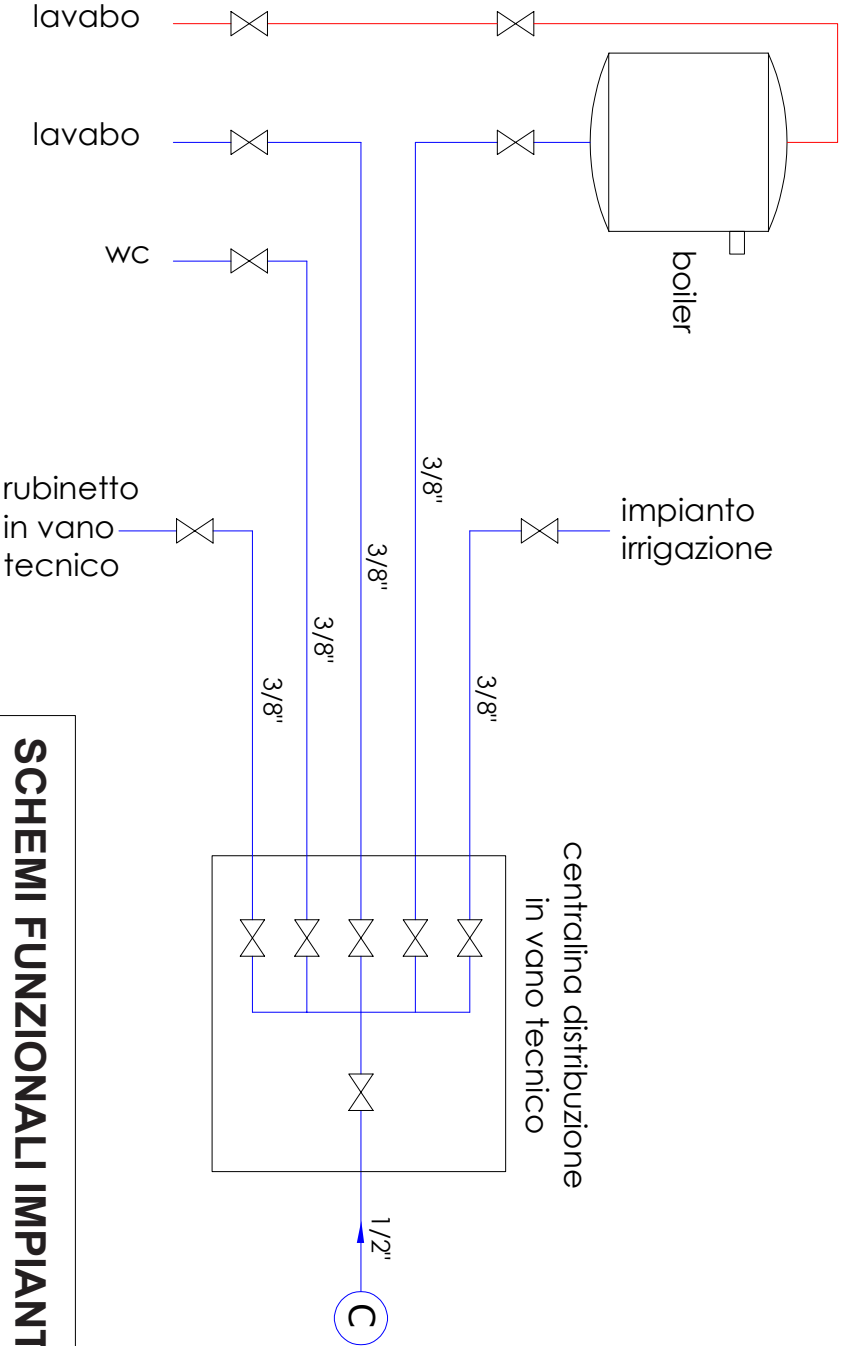 lavabo
lavabo
wc
boiler
rubinetto
in vano
tecnico
impianto
irrigazione
3/8"
3/8"
3/8"
3/8"
3/8"
centralina distribuzione
in vano tecnico
1/2"
C
SCHEMI FUNZIONALI IMPIANT